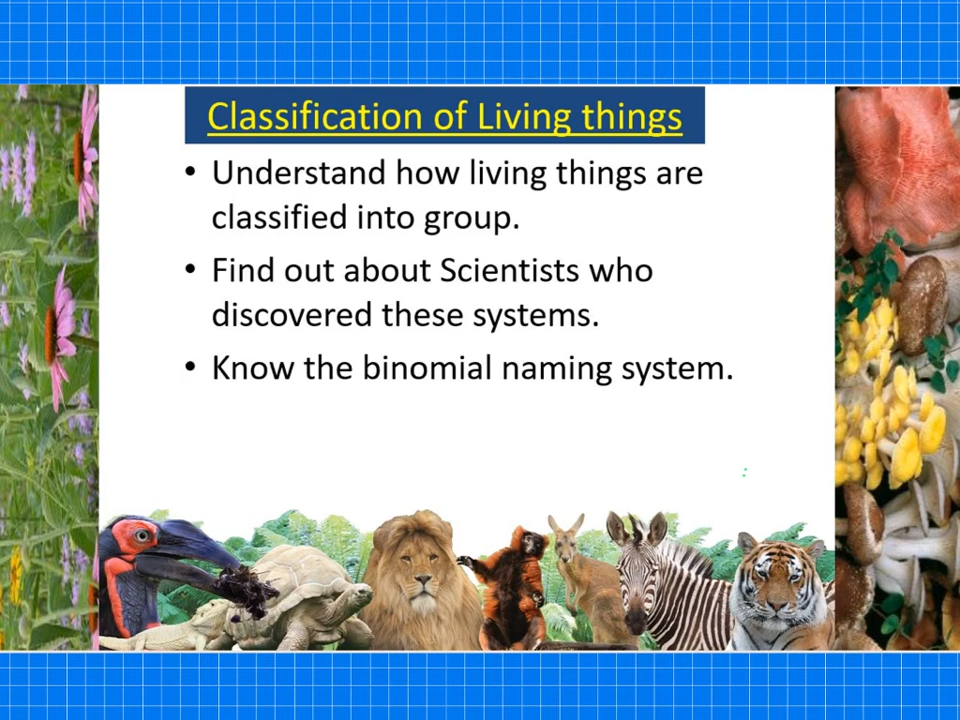 Classification of Living things
• Understand how living things are
classified into group.
• Find out about Scientists who
discovered these systems.
• Know the binomial naming system.